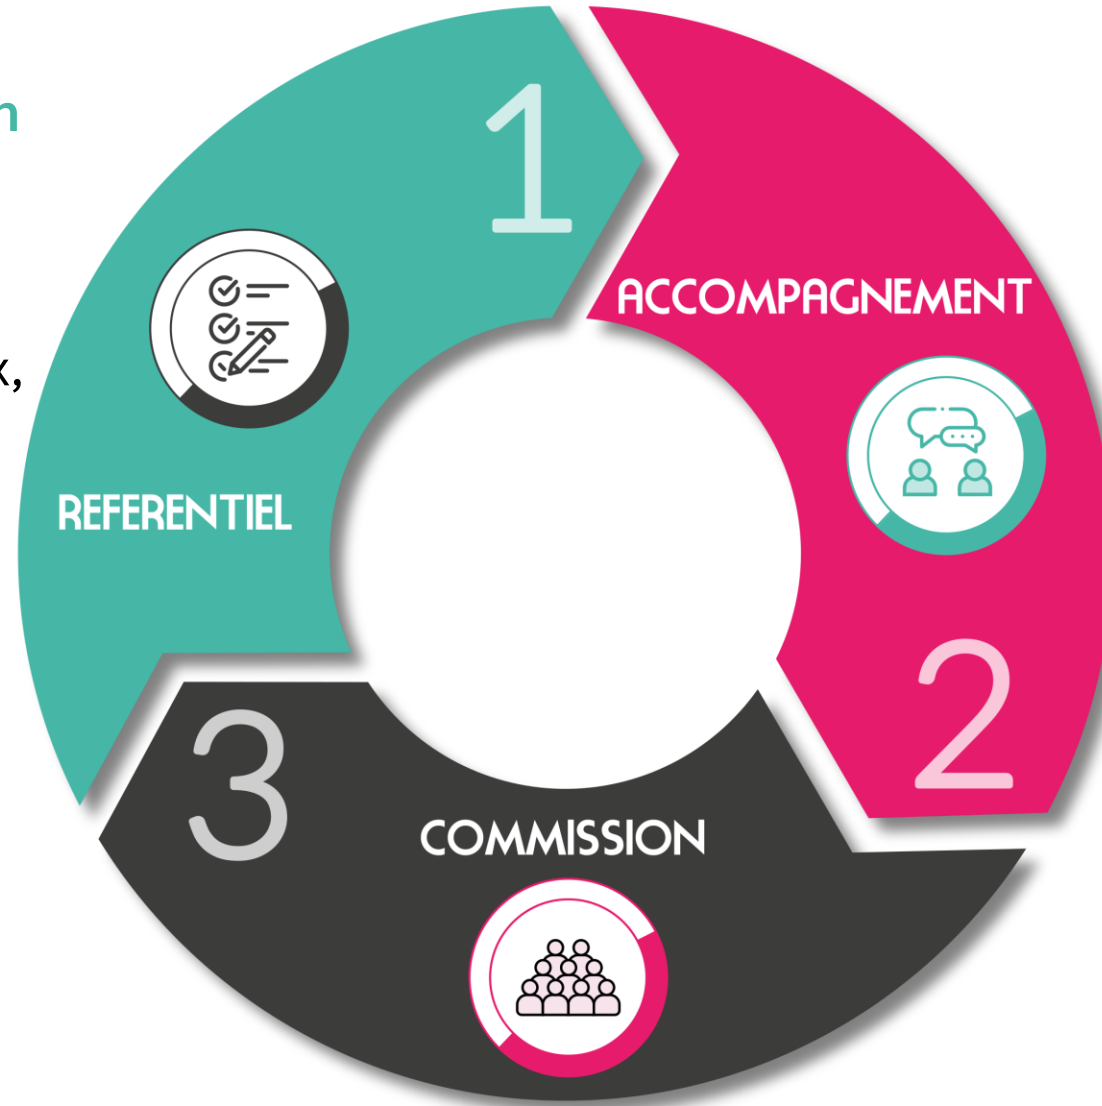 n
x,
1
REFERENTIEL
ACCOMPAGNEMENT
2
3
COMMISSION